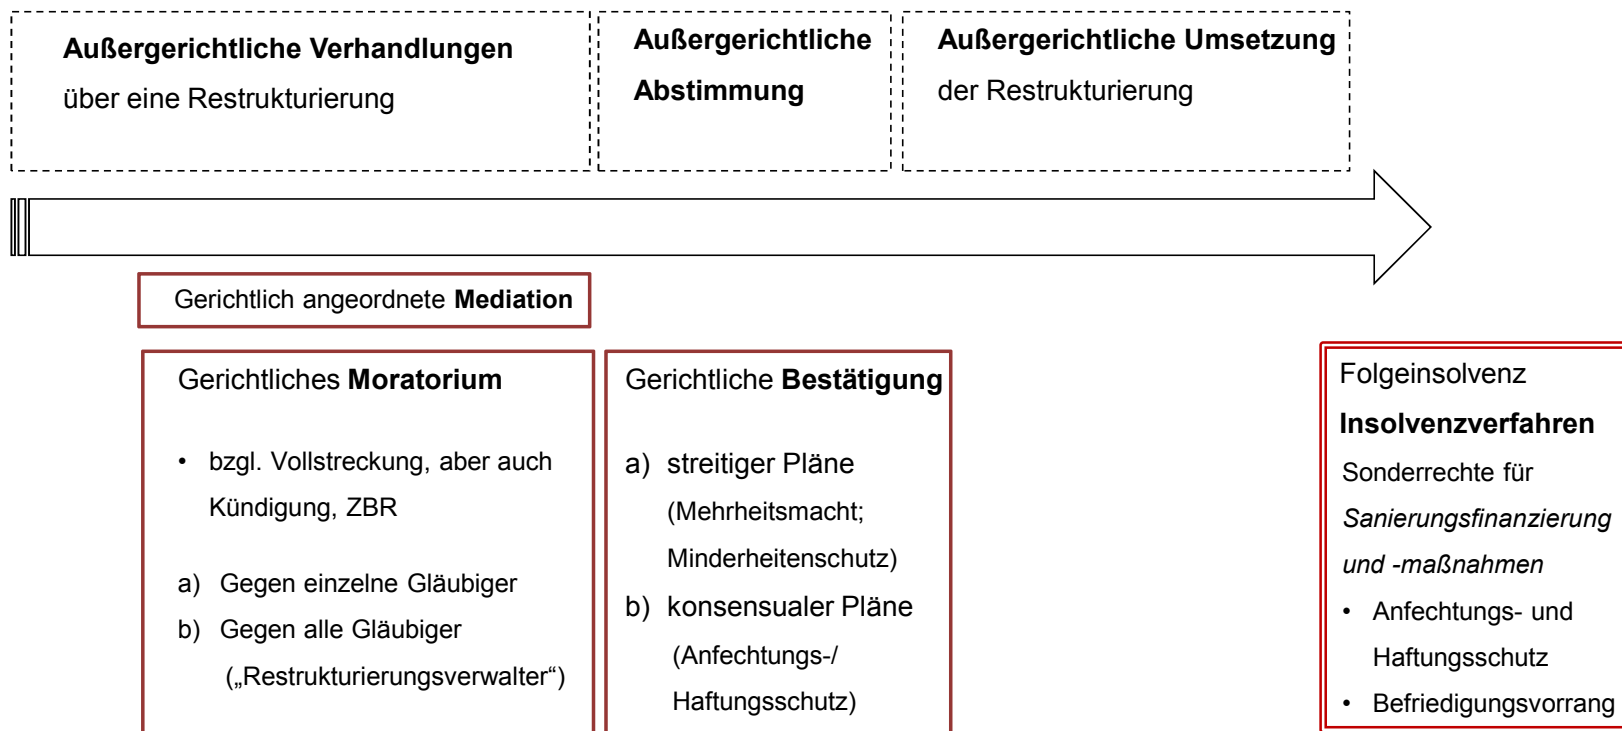 Außergerichtliche Verhandlungen
über eine Restrukturierung
Außergerichtliche
Abstimmung
Außergerichtliche Umsetzung
der Restrukturierung
Gerichtlich angeordnete Mediation
Gerichtliches Moratorium
• bzgl. Vollstreckung, aber auch
Kündigung, ZBR
a) Gegen einzelne Gläubiger
b) Gegen alle Gläubiger
(„Restrukturierungsverwalter“)
Gerichtliche Bestätigung
a) streitiger Pläne
(Mehrheitsmacht;
Minderheitenschutz)
b) konsensualer Pläne
(Anfechtungs-/
Haftungsschutz)
Folgeinsolvenz
Insolvenzverfahren
Sonderrechte für
Sanierungsfinanzierung
und -maßnahmen
• Anfechtungs- und
Haftungsschutz
• Befriedigungsvorrang